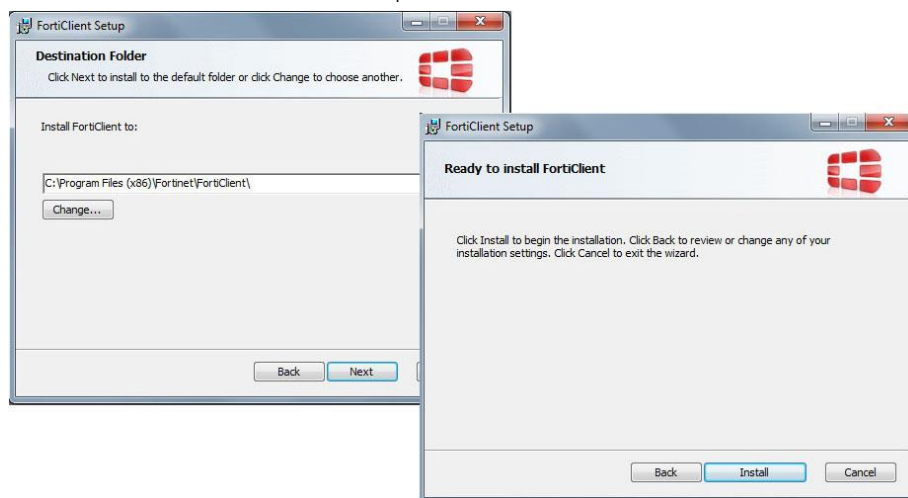 FortiClient Setup
Destination Folder
Click Next to install to the default folder or click Change to choose another.
Install FortiClient to:
C:\Program Files (x86)\Fortinet\FortiClient\
Change...
Back
Next
FortiClient Setup
Ready to install FortiClient
Click Install to begin the installation. Click Back to review or change any of your
installation settings. Click Cancel to exit the wizard.
Back
Install
Cancel